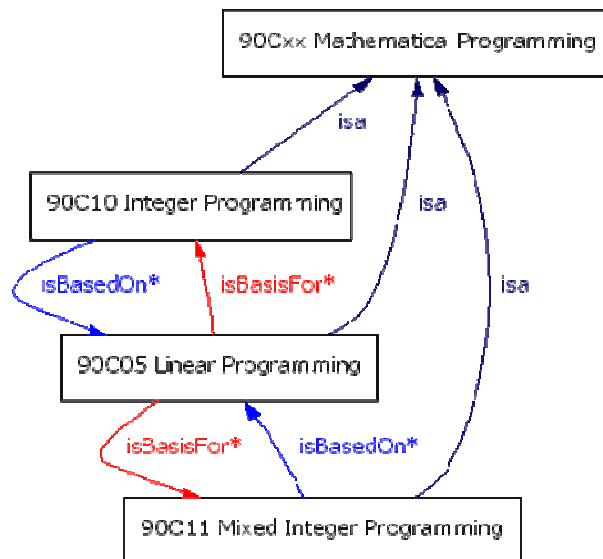 90Cxx Mathematical Programming
isa
90C10 Integer Programming
isa
isBasedOn*
isBasisFor*
isa
90C05 Linear Programming
isBasisFor*
isBasedOn*
90C11 Mixed Integer Programming